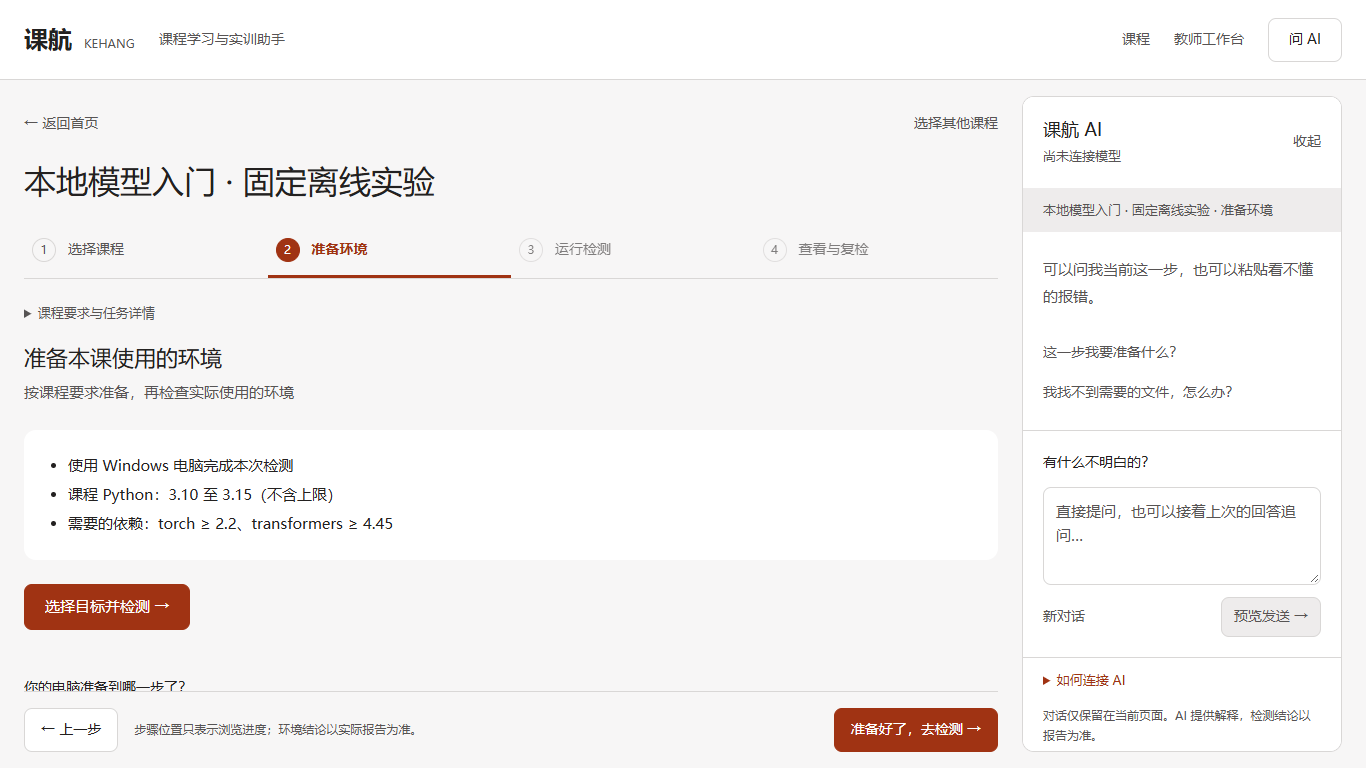 课航 KEHANG 课程学习与实训助手
课程 教师工作台 问 AI
← 返回首页
选择其他课程
本地模型入门 · 固定离线实验
1 选择课程
2 准备环境
3 运行检测
4 查看与复检
▶ 课程要求与任务详情
准备本课使用的环境
按课程要求准备，再检查实际使用的环境
• 使用 Windows 电脑完成本次检测
• 课程 Python：3.10 至 3.15（不含上限）
• 需要的依赖：torch ≥ 2.2、transformers ≥ 4.45
选择目标并检测 →
你的电脑准备到哪一步了？
← 上一步
步骤位置只表示浏览进度；环境结论以实际报告为准。
准备好了，去检测 →
课航 AI
尚未连接模型
收起
本地模型入门 · 固定离线实验 · 准备环境
可以问我当前这一步，也可以粘贴看不懂
的报错。
这一步我要准备什么？
我找不到需要的文件，怎么办？
有什么不明白的？
直接提问，也可以接着上次的回答追
问...
新对话
预览发送 →
▶ 如何连接 AI
对话仅保留在当前页面。AI 提供解释，检测结论以
报告为准。